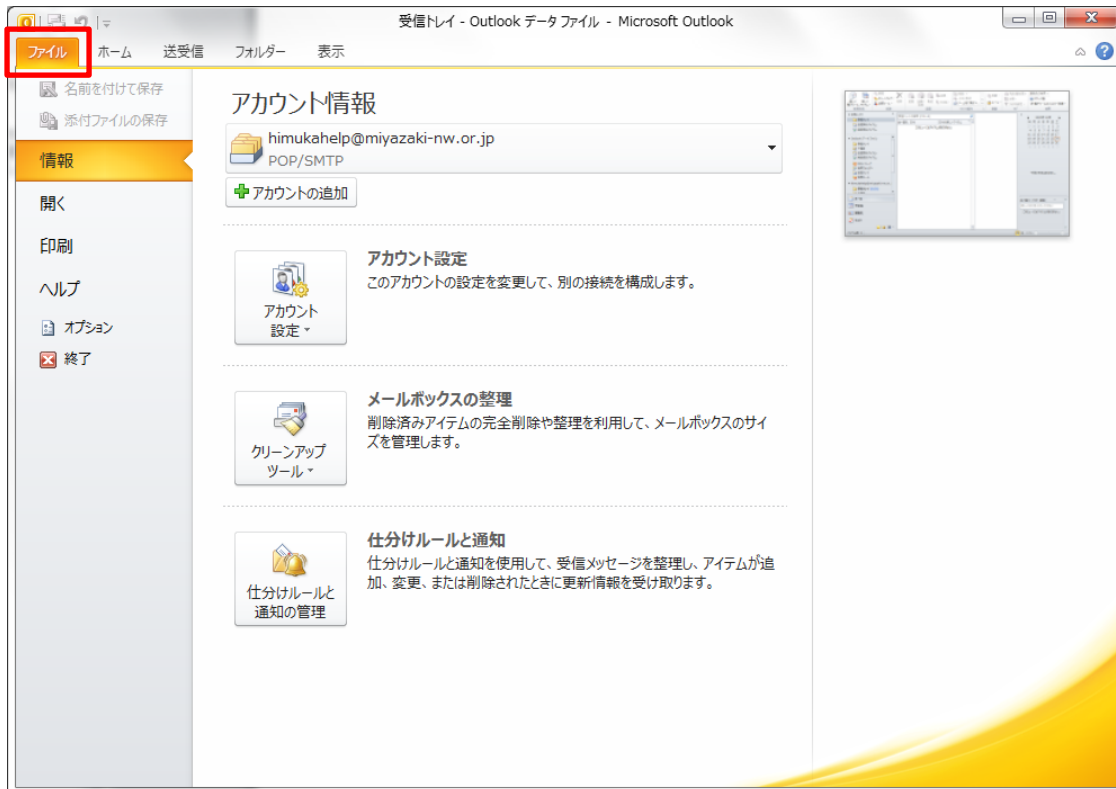 受信トレイ - Outlook データ ファイル - Microsoft Outlook
ファイル ホーム 送受信 フォルダー 表示
名前を付けて保存
添付ファイルの保存
情報
開く
印刷
ヘルプ
オプション
終了
アカウント情報
himukahelp@miyazaki-nw.or.jp
POP/SMTP
アカウントの追加
アカウント
設定
アカウント設定
このアカウントの設定を変更して、別の接続を構成します。
クリーンアップ
ツール
メールボックスの整理
削除済みアイテムの完全削除や整理を利用して、メールボックスのサイ
ズを管理します。
仕分けルールと
通知の管理
仕分けルールと通知
仕分けルールと通知を使用して、受信メッセージを整理し、アイテムが追
加、変更、または削除されたときに更新情報を受け取ります。